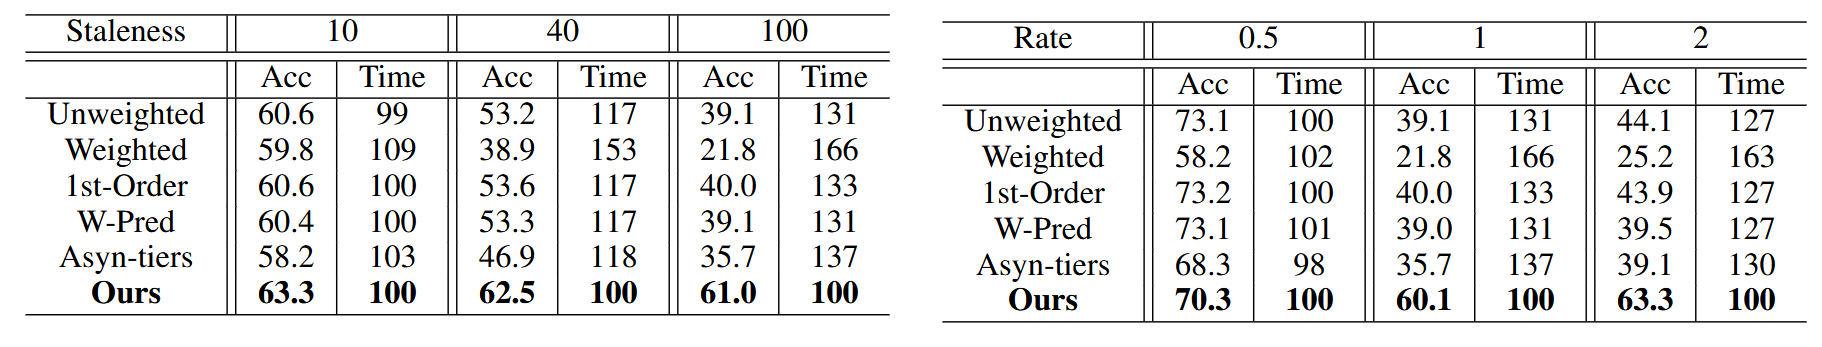 Staleness 10 40 100
Acc Time Acc Time Acc Time
Unweighted 60.6 99 53.2 117 39.1 131
Weighted 59.8 109 38.9 153 21.8 166
1st-Order 60.6 100 53.6 117 40.0 133
W-Pred 60.4 100 53.3 117 39.1 131
Asyn-tiers 58.2 103 46.9 118 35.7 137
Ours 63.3 100 62.5 100 61.0 100
Rate 0.5 1 2
Acc Time Acc Time Acc Time
Unweighted 73.1 100 39.1 131 44.1 127
Weighted 58.2 102 21.8 166 25.2 163
1st-Order 73.2 100 40.0 133 43.9 127
W-Pred 73.1 101 39.0 131 39.5 127
Asyn-tiers 68.3 98 35.7 137 39.1 130
Ours 70.3 100 60.1 100 63.3 100